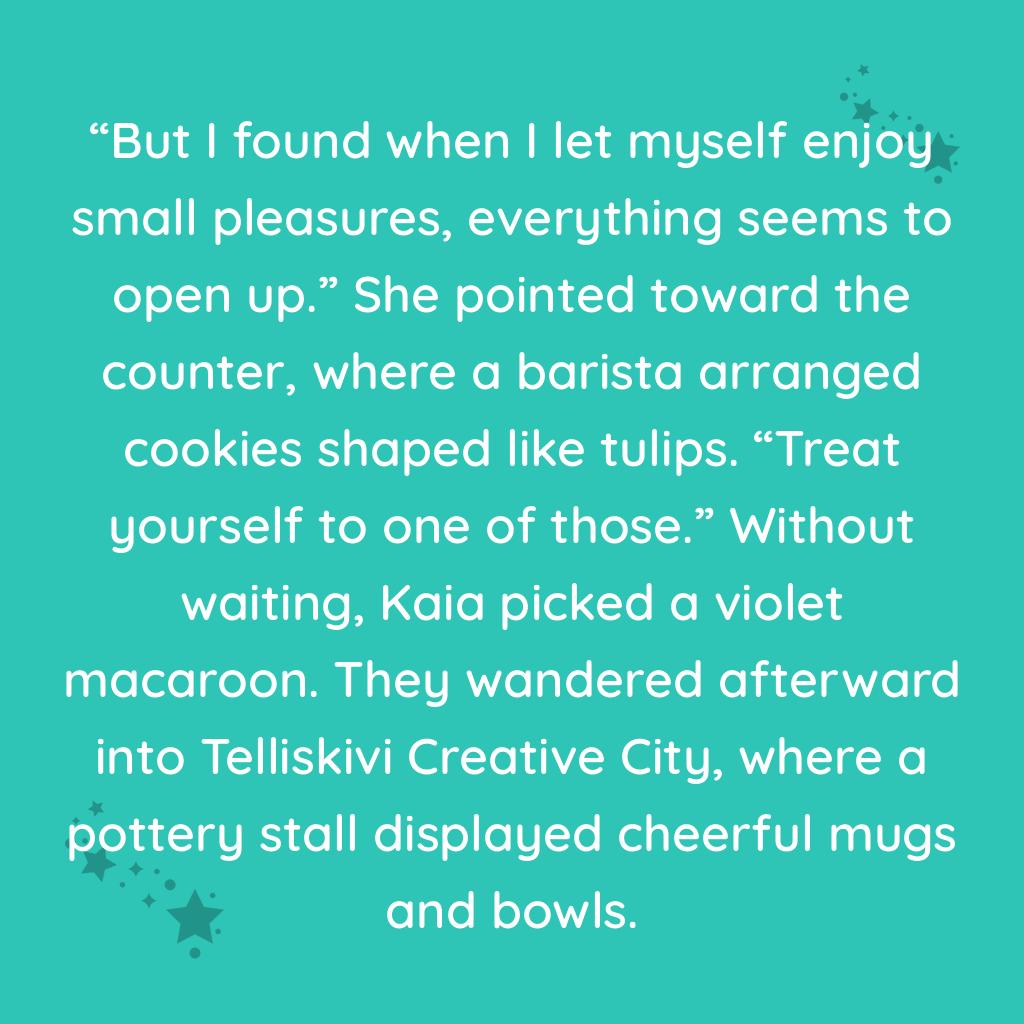 “But I found when I let myself enjoy
small pleasures, everything seems to
open up.” She pointed toward the
counter, where a barista arranged
cookies shaped like tulips. “Treat
yourself to one of those.” Without
waiting, Kaia picked a violet
macaroon. They wandered afterward
into Telliskivi Creative City, where a
pottery stall displayed cheerful mugs
and bowls.